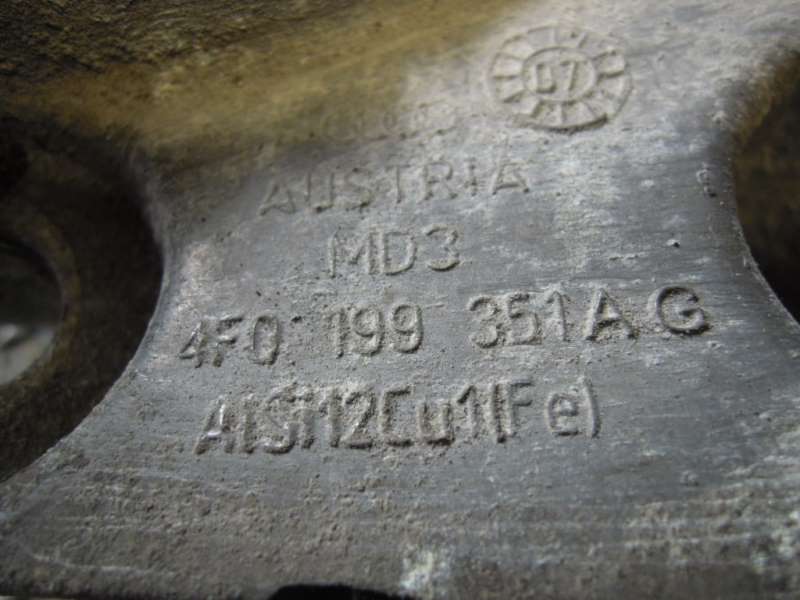 07
AUSTRIA
MD3
4F0 199 351AG
AlSi12Cu1(Fe)